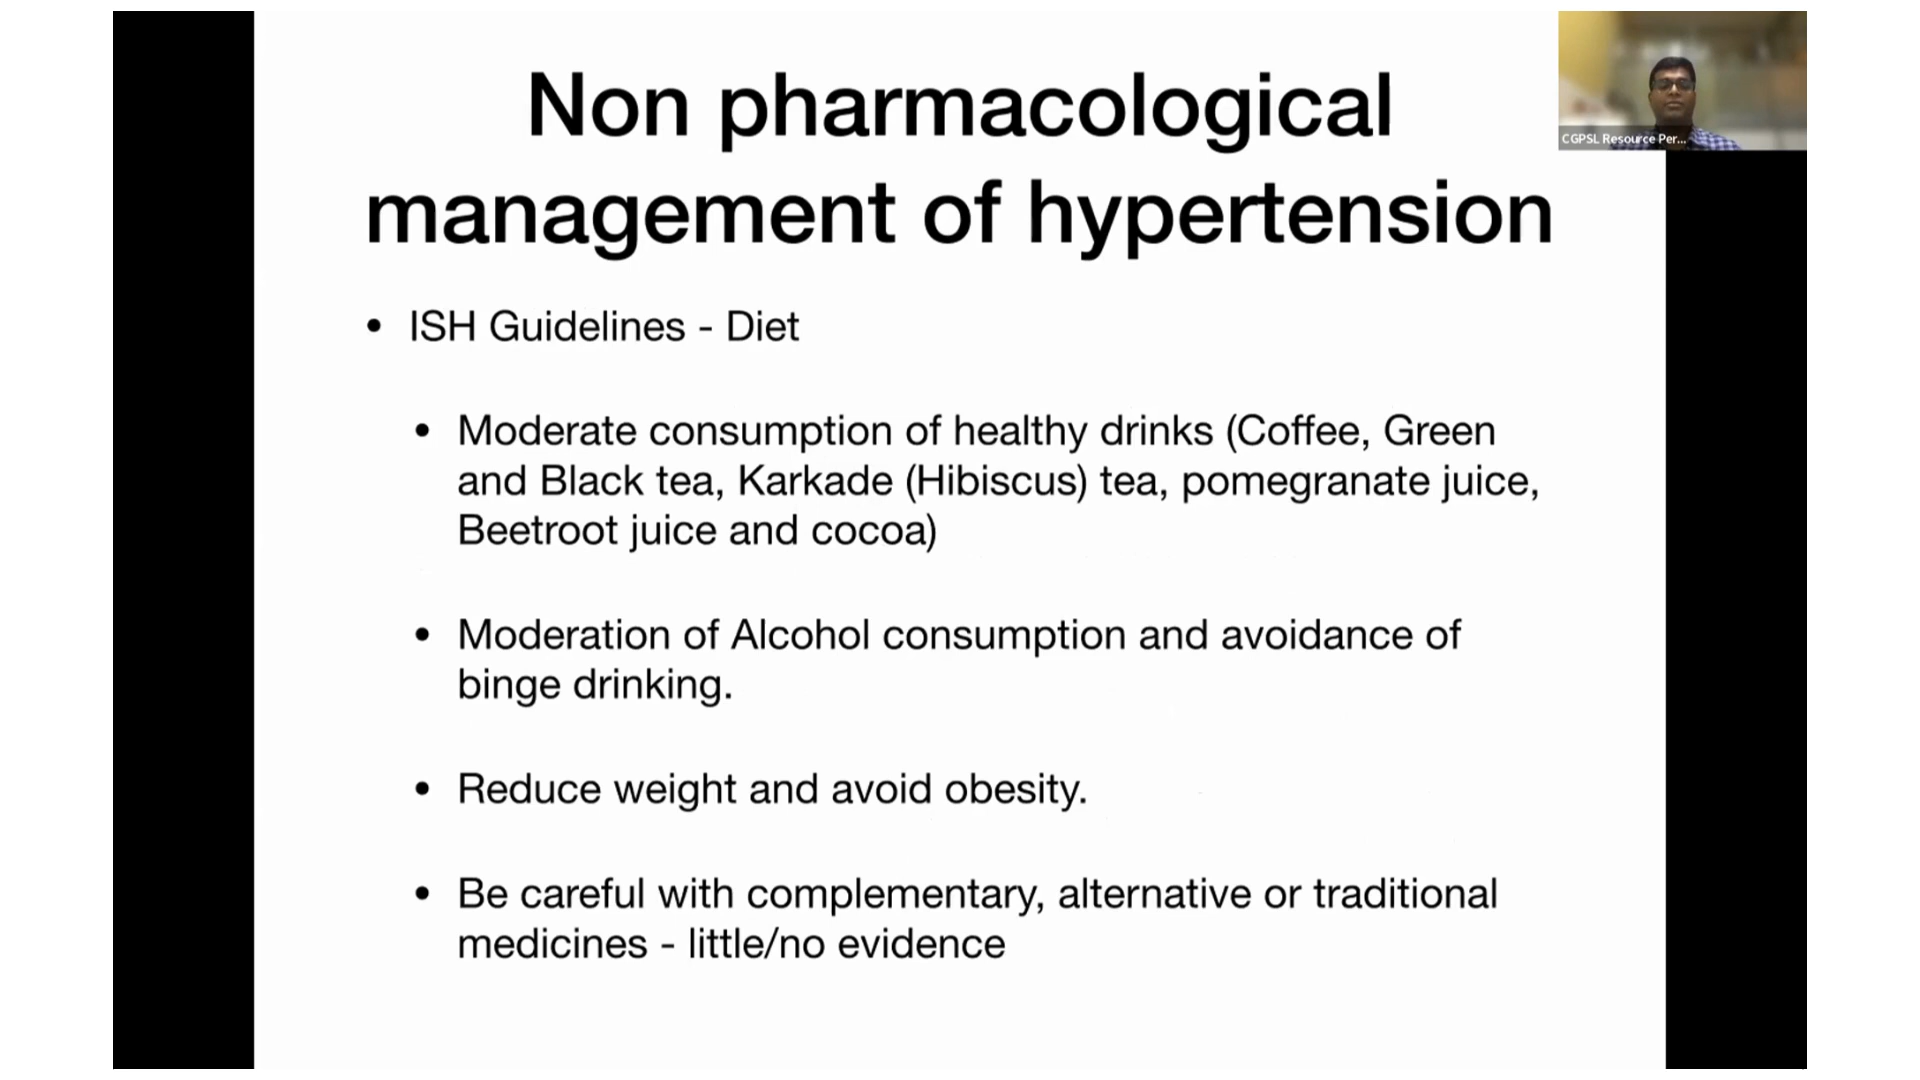 Non pharmacological
management of hypertension
CGPSL Resource Per...
• ISH Guidelines - Diet
• Moderate consumption of healthy drinks (Coffee, Green
and Black tea, Karkade (Hibiscus) tea, pomegranate juice,
Beetroot juice and cocoa)
• Moderation of Alcohol consumption and avoidance of
binge drinking.
• Reduce weight and avoid obesity.
• Be careful with complementary, alternative or traditional
medicines - little/no evidence